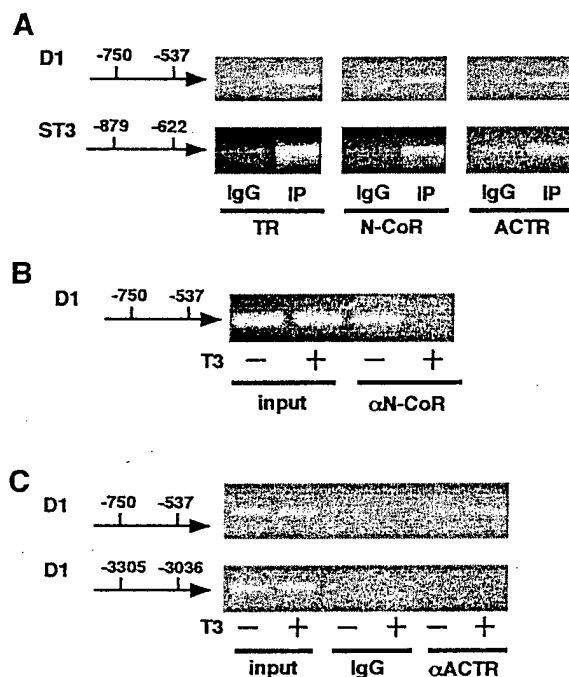 A
D1 -750 -537
ST3 -879 -622
IgG IP IgG IP IgG IP
TR N-CoR ACTR
B
D1 -750 -537
T3 − + − +
input αN-CoR
C
D1 -750 -537
D1 -3305 -3036
T3 − + − + − +
input IgG αACTR